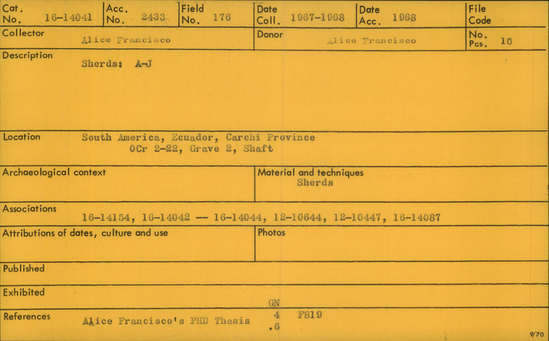 Cat. No. 16-14041 Acc. No. 2433 Field No. 176 Date Coll. 1967-1968 Date Acc. 1968 File Code
Collector Alice Francisco Donor Alice Francisco No. Pcs. 16
Description
Sherds: A-J
Location South America, Ecuador, Carchi Province
OCr 2-22, Grave 2, Shaft
Archaeological context Material and techniques
Sherds
Associations
16-14154, 16-14042 -- 16-14044, 12-10644, 12-10447, 16-14087
Attributions of dates, culture and use Photos
Published
Exhibited
GN
References Alice Francisco's PHD Thesis 4 F819
.6
9/70